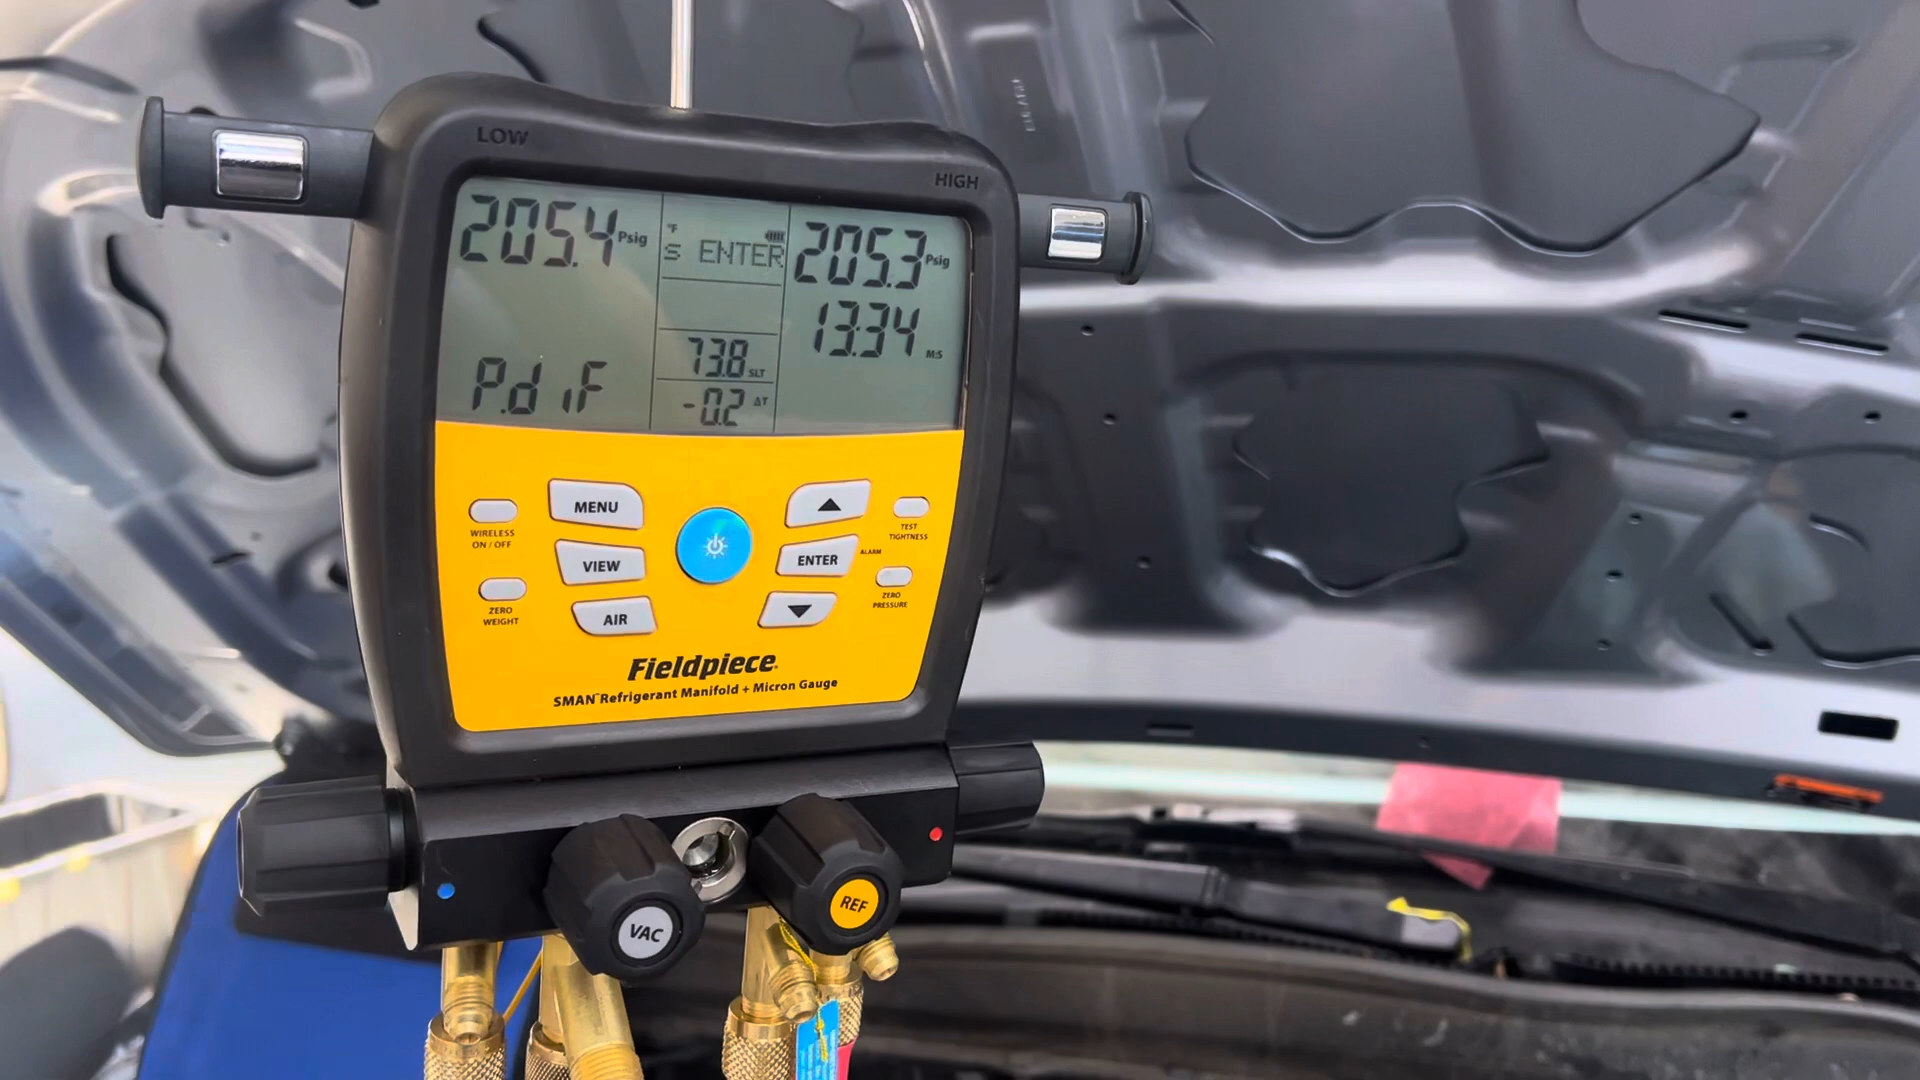 LOW
HIGH
205.4 Psig
°F
S ENTER
205.3 Psig
13:34 M:S
73.8 SLT
P.diF
-0.2 ΔT
MENU
WIRELESS
ON / OFF
VIEW
ZERO
WEIGHT
AIR
TEST
TIGHTNESS
ENTER
ALARM
ZERO
PRESSURE
Fieldpiece
SMAN™ Refrigerant Manifold + Micron Gauge
VAC
REF